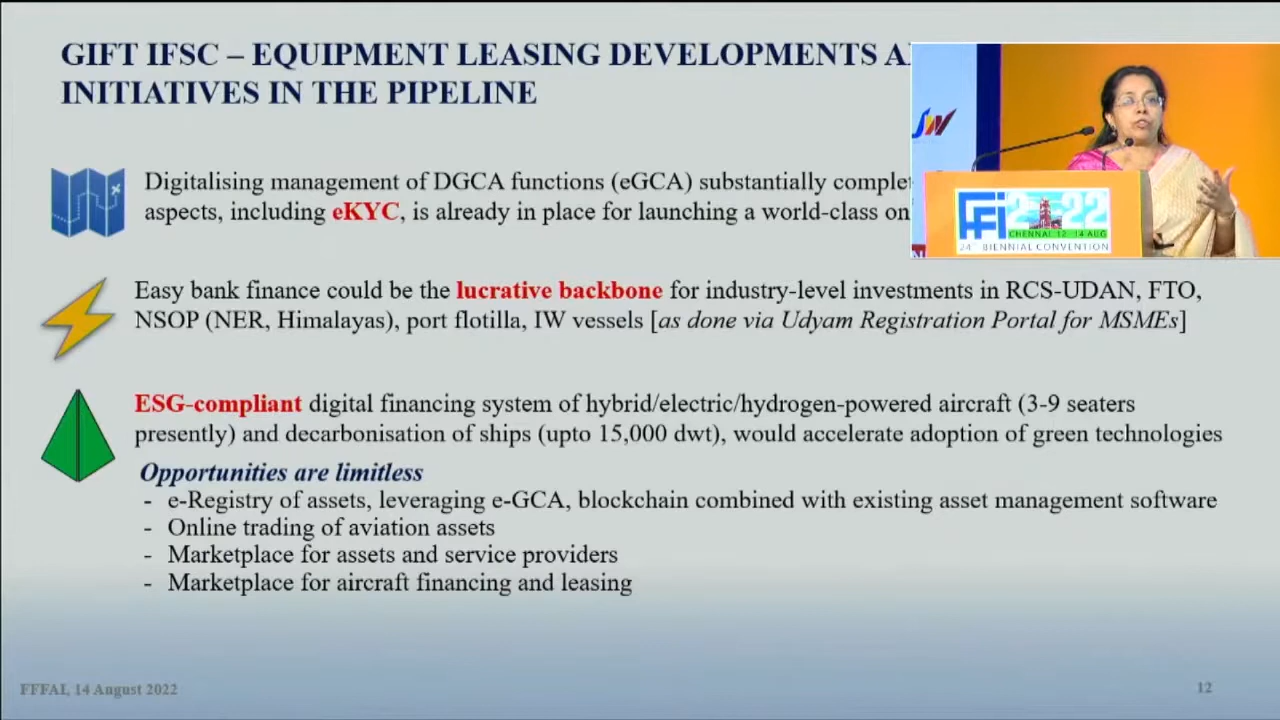 GIFT IFSC – EQUIPMENT LEASING DEVELOPMENTS
INITIATIVES IN THE PIPELINE
Digitalising management of DGCA functions (eGCA) substantially
aspects, including eKYC, is already in place for launching a world-class
Easy bank finance could be the lucrative backbone for industry-level investments in RCS-UDAN, FTO,
NSOP (NER, Himalayas), port flotilla, IW vessels [as done via Udyam Registration Portal for MSMEs]
ESG-compliant digital financing system of hybrid/electric/hydrogen-powered aircraft (3-9 seaters
presently) and decarbonisation of ships (upto 15,000 dwt), would accelerate adoption of green technologies
Opportunities are limitless
- e-Registry of assets, leveraging e-GCA, blockchain combined with existing asset management software
- Online trading of aviation assets
- Marketplace for assets and service providers
- Marketplace for aircraft financing and leasing
FFFAI, 14 August 2022
12
FFFI 2022
CHENNAI 12 - 14 AUG
24TH BIENNIAL CONVENTION